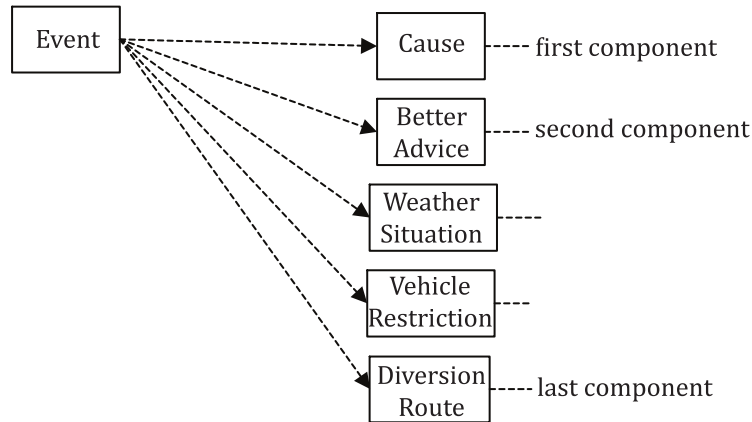 Event
Cause
first component
Better
Advice
second component
Weather
Situation
Vehicle
Restriction
Diversion
Route
last component